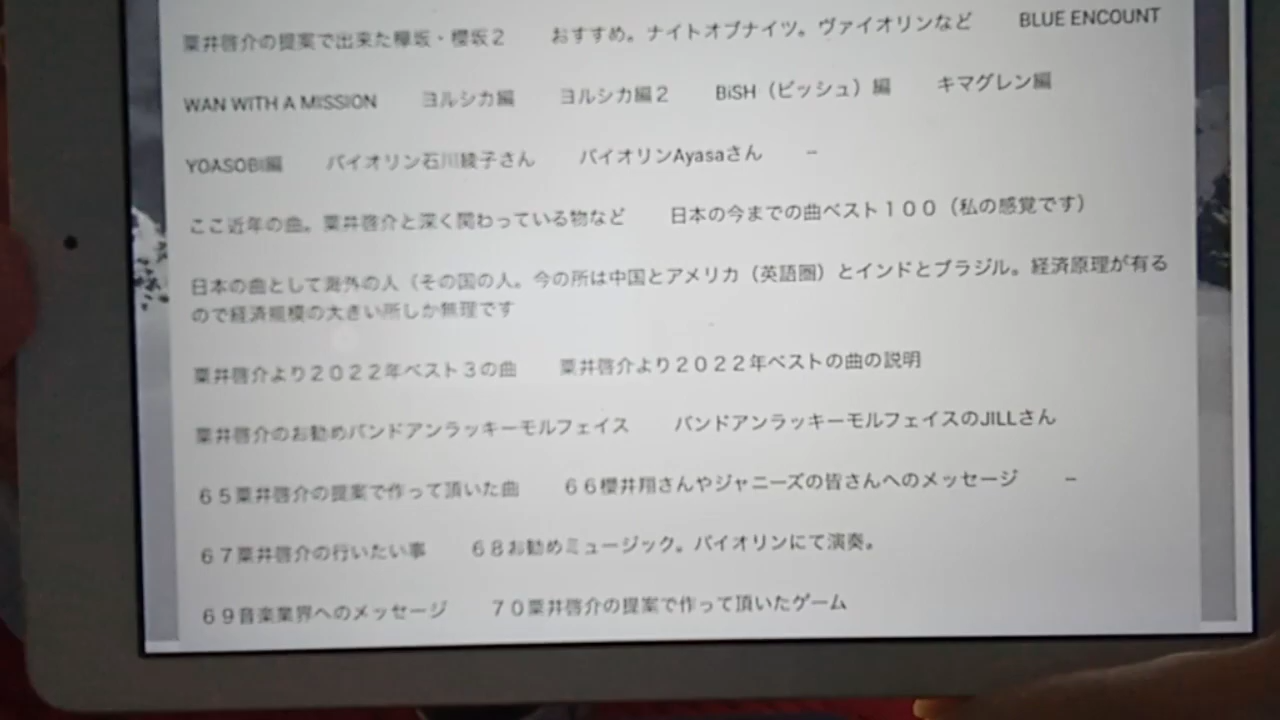 粟井啓介の提案で出来た欅坂・櫻坂２　おすすめ。ナイトオブナイツ。ヴァイオリンなど　BLUE ENCOUNT
WAN WITH A MISSION　ヨルシカ編　ヨルシカ編２　BiSH（ビッシュ）編　キマグレン編
YOASOBI編　バイオリン石川綾子さん　バイオリンAyasaさん　–
ここ近年の曲。粟井啓介と深く関わっている物など　日本の今までの曲ベスト１００（私の感覚です）
日本の曲として海外の人（その国の人。今の所は中国とアメリカ（英語圏）とインドとブラジル。経済原理が有る
ので経済規模の大きい所しか無理です
粟井啓介より２０２２年ベスト３の曲　粟井啓介より２０２２年ベストの曲の説明
粟井啓介のお勧めバンドアンラッキーモルフェイス　バンドアンラッキーモルフェイスのJILLさん
６５粟井啓介の提案で作って頂いた曲　６６櫻井翔さんやジャニーズの皆さんへのメッセージ　–
６７粟井啓介の行いたい事　６８お勧めミュージック。バイオリンにて演奏。
６９音楽業界へのメッセージ　７０粟井啓介の提案で作って頂いたゲーム